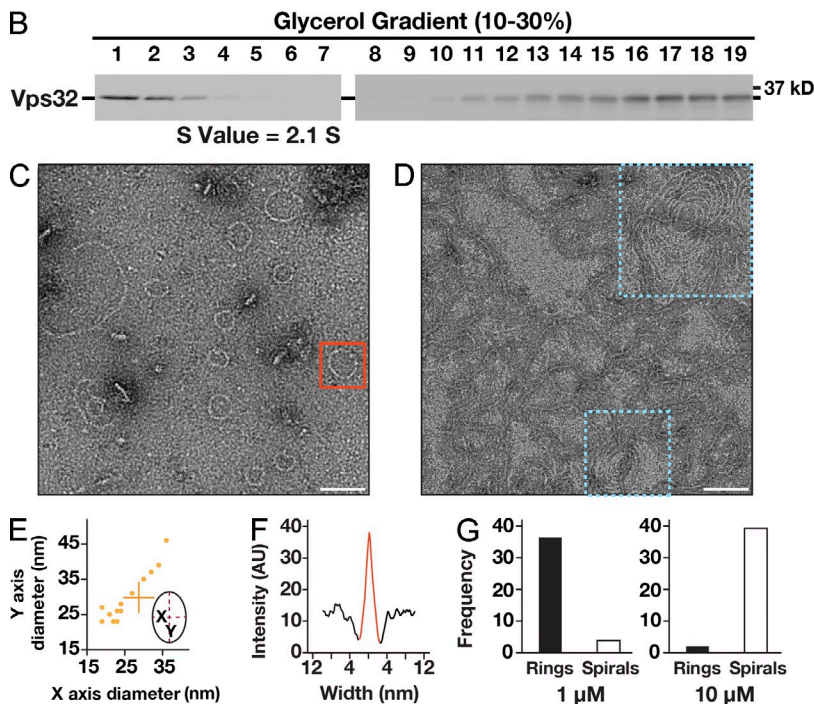 B
Glycerol Gradient (10-30%)
1 2 3 4 5 6 7 8 9 10 11 12 13 14 15 16 17 18 19
Vps32
37 kD
S Value = 2.1 S
C
D
E
Y axis
diameter (nm)
45
35
25
15
15 25 35
X axis diameter (nm)
X
Y
F
Intensity (AU)
40
30
20
10
0
12 4 4 12
Width (nm)
G
Frequency
40
30
20
10
0
Rings Spirals
1 µM
40
30
20
10
0
Rings Spirals
10 µM